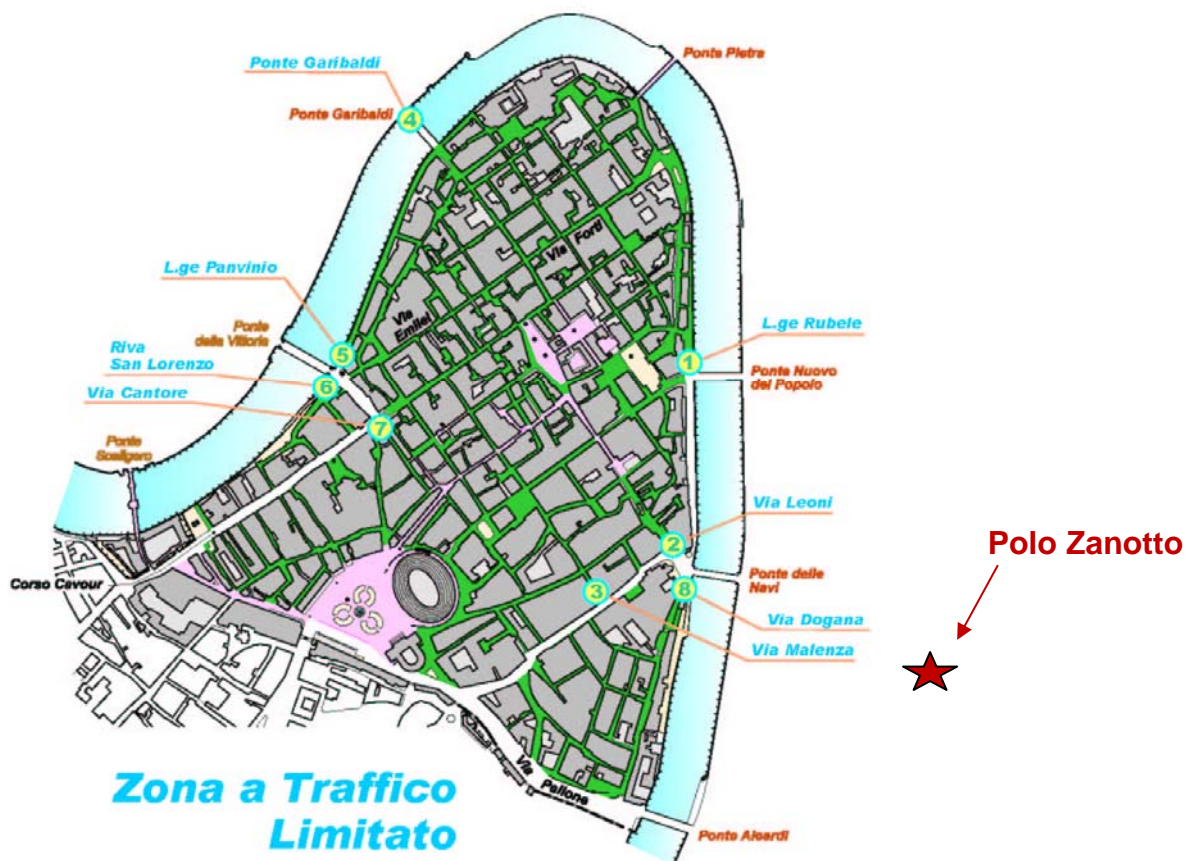 Ponte Pietra
Ponte Garibaldi
Ponte Garibaldi
4
Via Forti
L.ge Panvinio
Via
Emilei
Ponte
della Vittoria
L.ge Rubele
Riva
San Lorenzo
5
1
6
Ponte Nuovo
del Popolo
Via Cantore
7
Ponte
Scaligero
Via Leoni
2
Polo Zanotto
Corso Cavour
Ponte delle
Navi
3
8
Via Dogana
Via Malenza
Via
Pallone
Zona a Traffico
Limitato
Ponte Aleardi